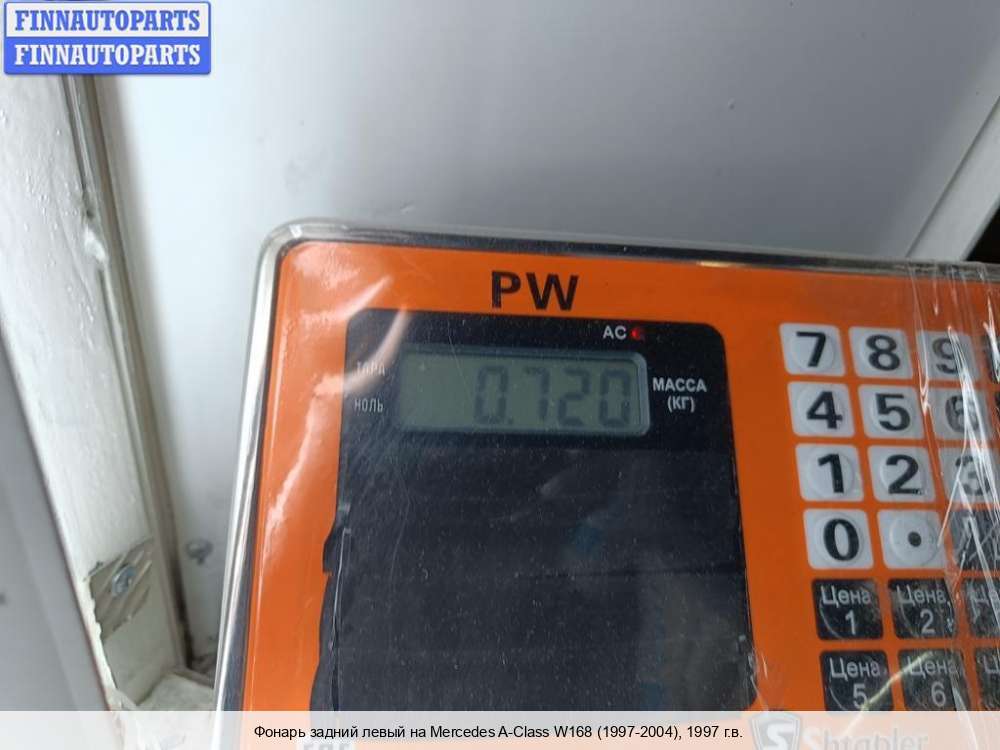 FINNAUTOPARTS
FINNAUTOPARTS
PW
AC
ТАРА
0.720
МАССА
(КГ)
НОЛЬ
7 8 9
4 5 6
1 2 3
0 .
Цена Цена
1 2
Цена Цена
5 6
Shtapler
Фонарь задний левый на Mercedes A-Class W168 (1997-2004), 1997 г.в.